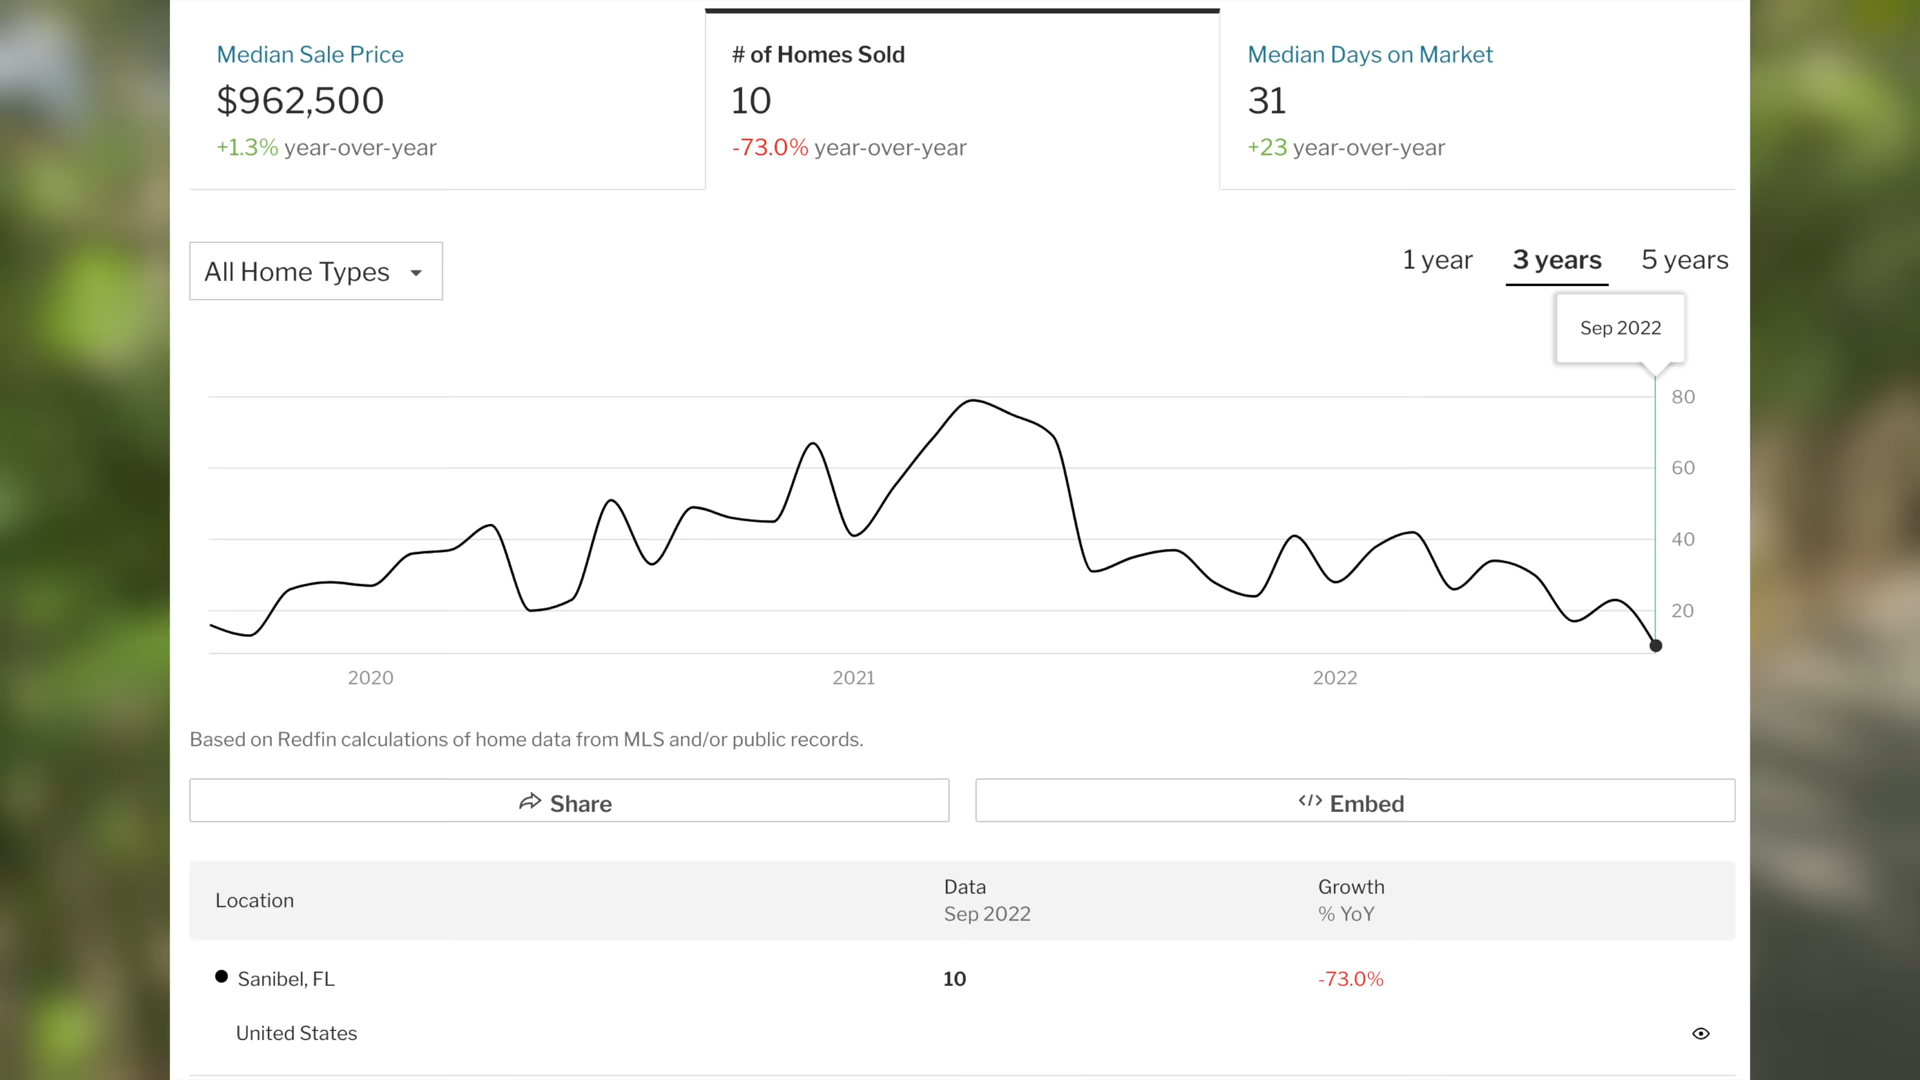 Median Sale Price
$962,500
+1.3% year-over-year
# of Homes Sold
10
-73.0% year-over-year
Median Days on Market
31
+23 year-over-year
All Home Types
1 year
3 years
5 years
Sep 2022
80
60
40
20
2020
2021
2022
Based on Redfin calculations of home data from MLS and/or public records.
Share
</> Embed
Location
Data
Sep 2022
Growth
% YoY
Sanibel, FL
10
-73.0%
United States